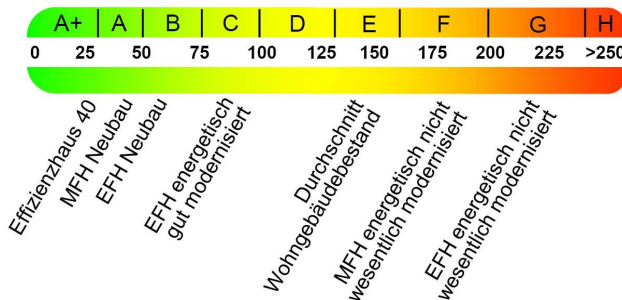 A+ A B C D E F G H
0 25 50 75 100 125 150 175 200 225 >250
Effizienzhaus 40
MFH Neubau
EFH Neubau
EFH energetisch
gut modernisiert
Durchschnitt
Wohngebäudebestand
MFH energetisch nicht
wesentlich modernisiert
EFH energetisch nicht
wesentlich modernisiert